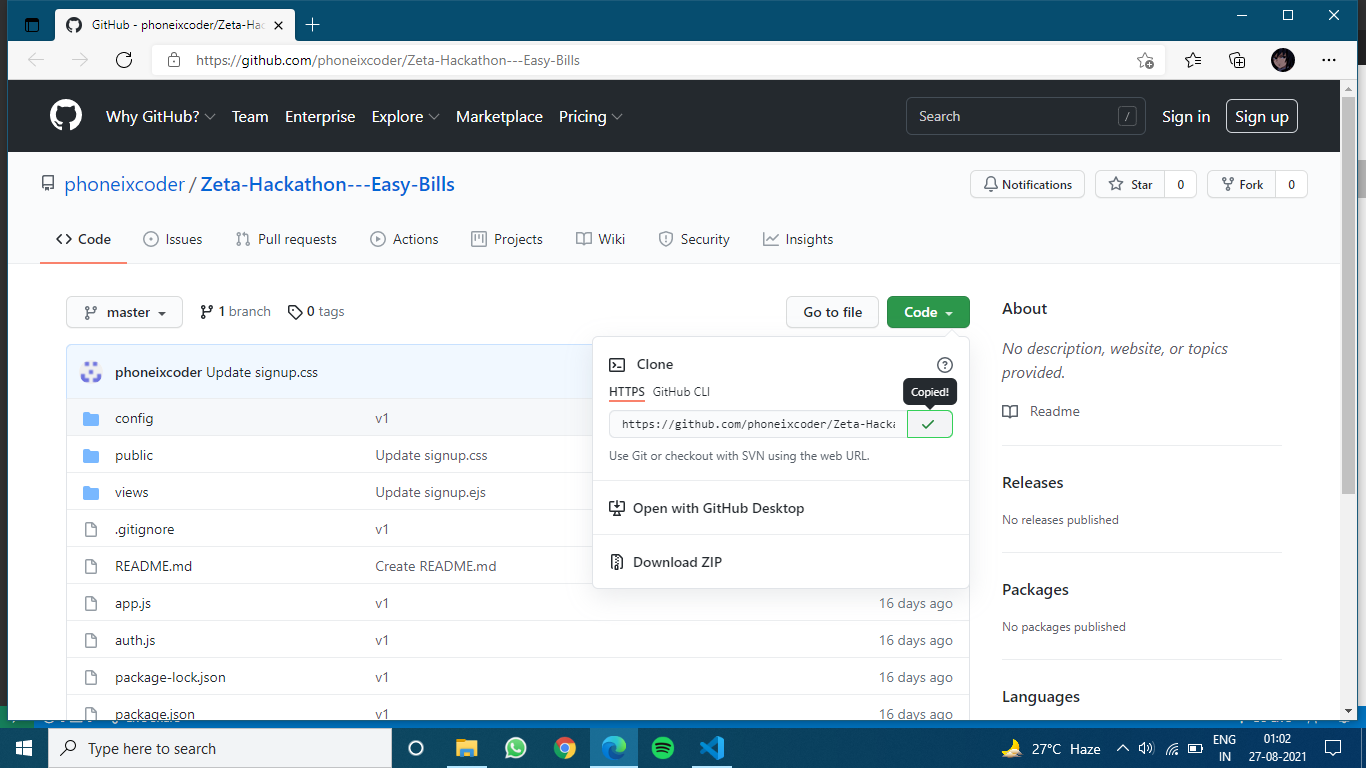 GitHub - phoneixcoder/Zeta-Hac
https://github.com/phoneixcoder/Zeta-Hackathon---Easy-Bills
Why GitHub? Team Enterprise Explore Marketplace Pricing Search / Sign in Sign up
phoneixcoder / Zeta-Hackathon---Easy-Bills Notifications Star 0 Fork 0
Code Issues Pull requests Actions Projects Wiki Security Insights
master 1 branch 0 tags Go to file Code
About
No description, website, or topics
provided.
Readme
Releases
No releases published
Packages
No packages published
Languages
Clone
HTTPS GitHub CLI Copied!
https://github.com/phoneixcoder/Zeta-Hacka
Use Git or checkout with SVN using the web URL.
Open with GitHub Desktop
Download ZIP
phoneixcoder Update signup.css
config v1
public Update signup.css
views Update signup.ejs
.gitignore v1
README.md Create README.md
app.js v1 16 days ago
auth.js v1 16 days ago
package-lock.json v1 16 days ago
package.json v1 16 days ago
Type here to search 27°C Haze ENG 01:02
IN 27-08-2021